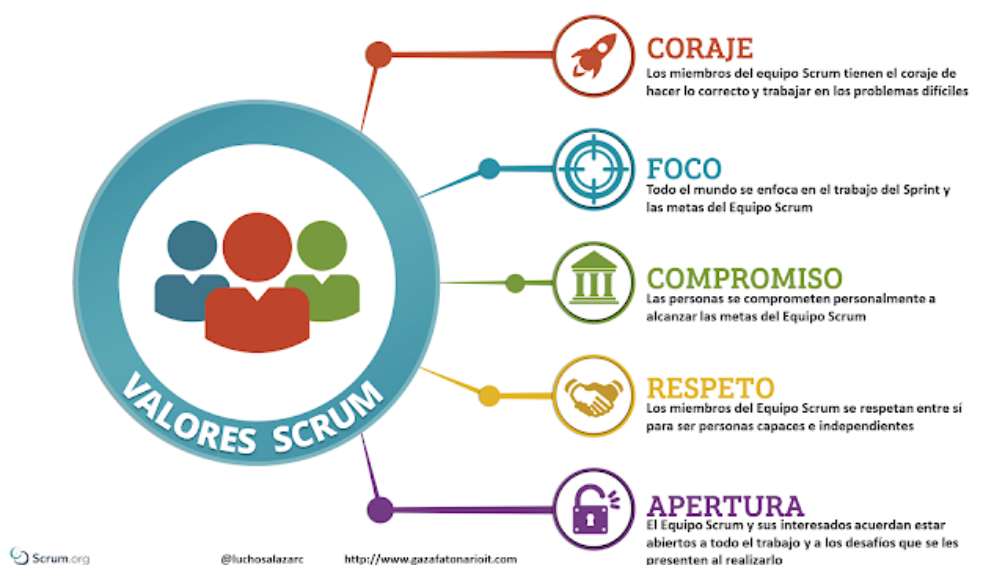 CORAJE
Los miembros del equipo Scrum tienen el coraje de
hacer lo correcto y trabajar en los problemas difíciles
FOCO
Todo el mundo se enfoca en el trabajo del Sprint y
las metas del Equipo Scrum
COMPROMISO
Las personas se comprometen personalmente a
alcanzar las metas del Equipo Scrum
RESPETO
Los miembros del Equipo Scrum se respetan entre sí
para ser personas capaces e independientes
APERTURA
El Equipo Scrum y sus interesados acuerdan estar
abiertos a todo el trabajo y a los desafíos que se les
presenten al realizarlo
VALORES SCRUM
Scrum.org
@luchosalazarc
http://www.gazafatonarioit.com